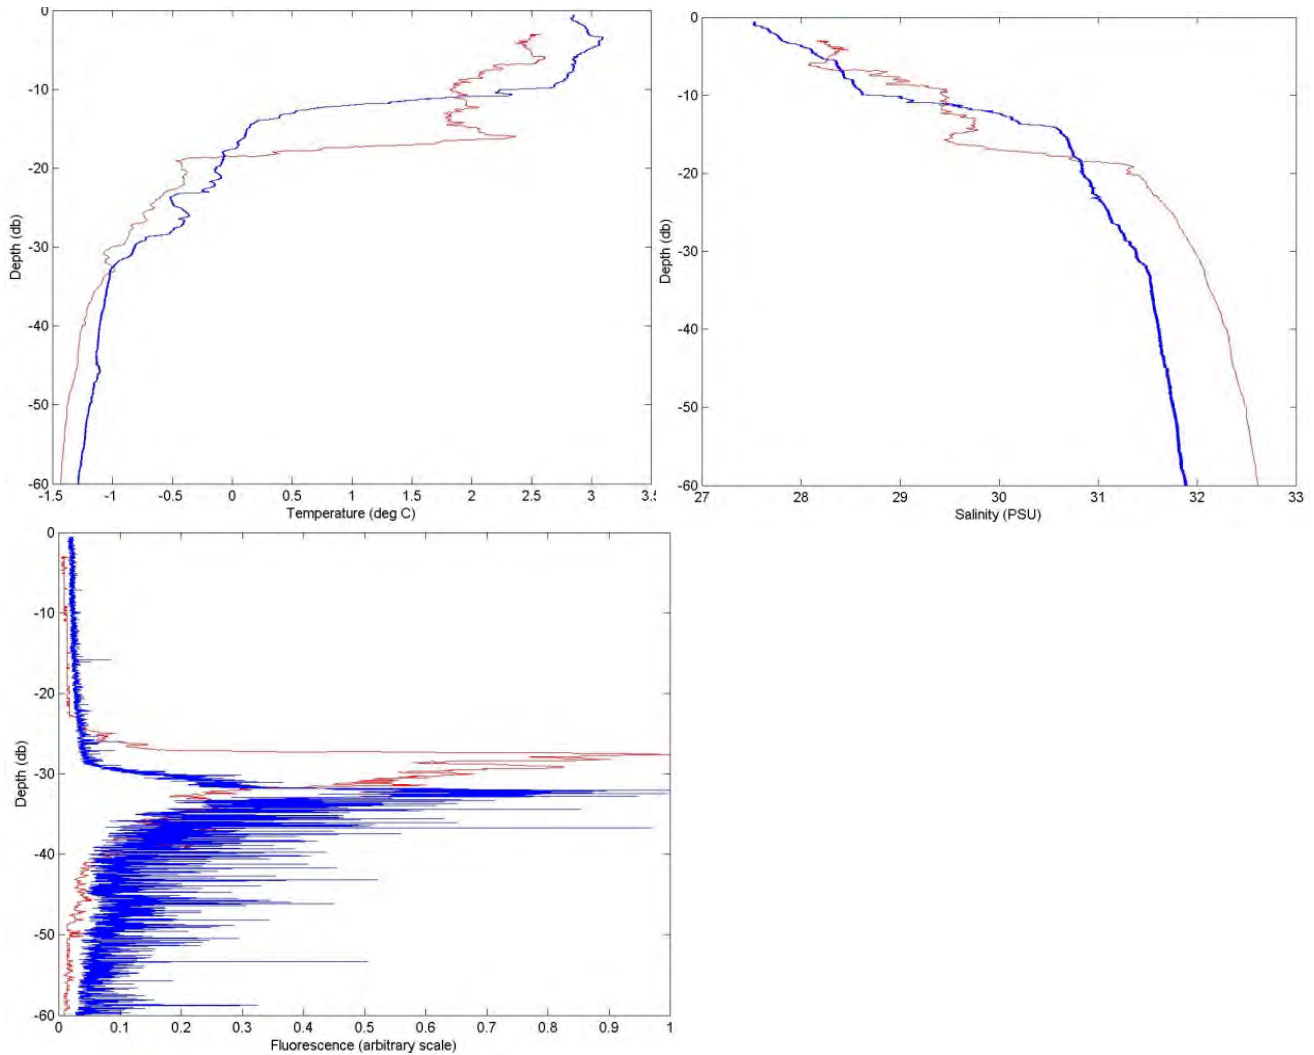 0
-10
-20
-30
-40
-50
-60
Depth (db)
-1.5 -1 -0.5 0 0.5 1 1.5 2 2.5 3 3.5
Temperature (deg C)
0
-10
-20
-30
-40
-50
-60
Depth (db)
27 28 29 30 31 32 33
Salinity (PSU)
0
-10
-20
-30
-40
-50
-60
Depth (db)
0 0.1 0.2 0.3 0.4 0.5 0.6 0.7 0.8 0.9 1
Fluorescence (arbitrary scale)